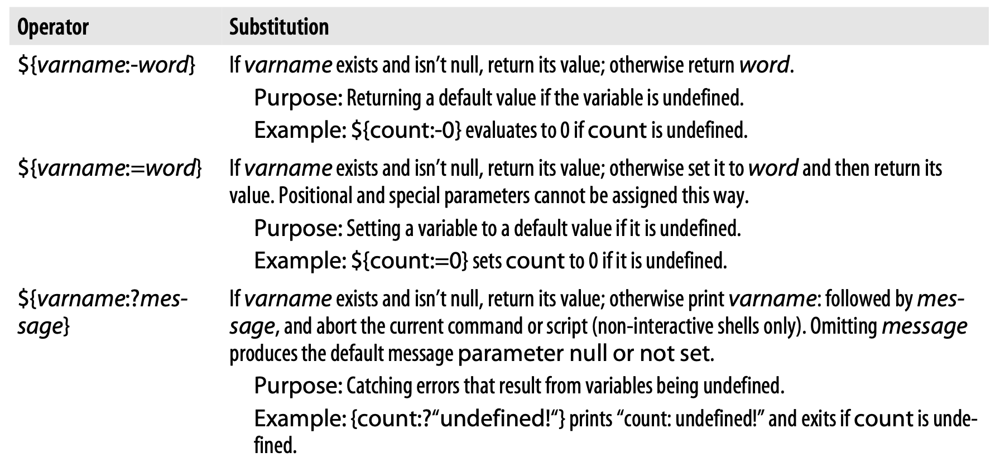 Operator Substitution
${varname:-word} If varname exists and isn’t null, return its value; otherwise return word.
Purpose: Returning a default value if the variable is undefined.
Example: ${count:-0} evaluates to 0 if count is undefined.
${varname:=word} If varname exists and isn’t null, return its value; otherwise set it to word and then return its
value. Positional and special parameters cannot be assigned this way.
Purpose: Setting a variable to a default value if it is undefined.
Example: ${count:=0} sets count to 0 if it is undefined.
${varname:?mes- If varname exists and isn’t null, return its value; otherwise print varname: followed by mes-
sage} sage, and abort the current command or script (non-interactive shells only). Omitting message
produces the default message parameter null or not set.
Purpose: Catching errors that result from variables being undefined.
Example: {count:?“undefined!“} prints “count: undefined!” and exits if count is unde-
fined.